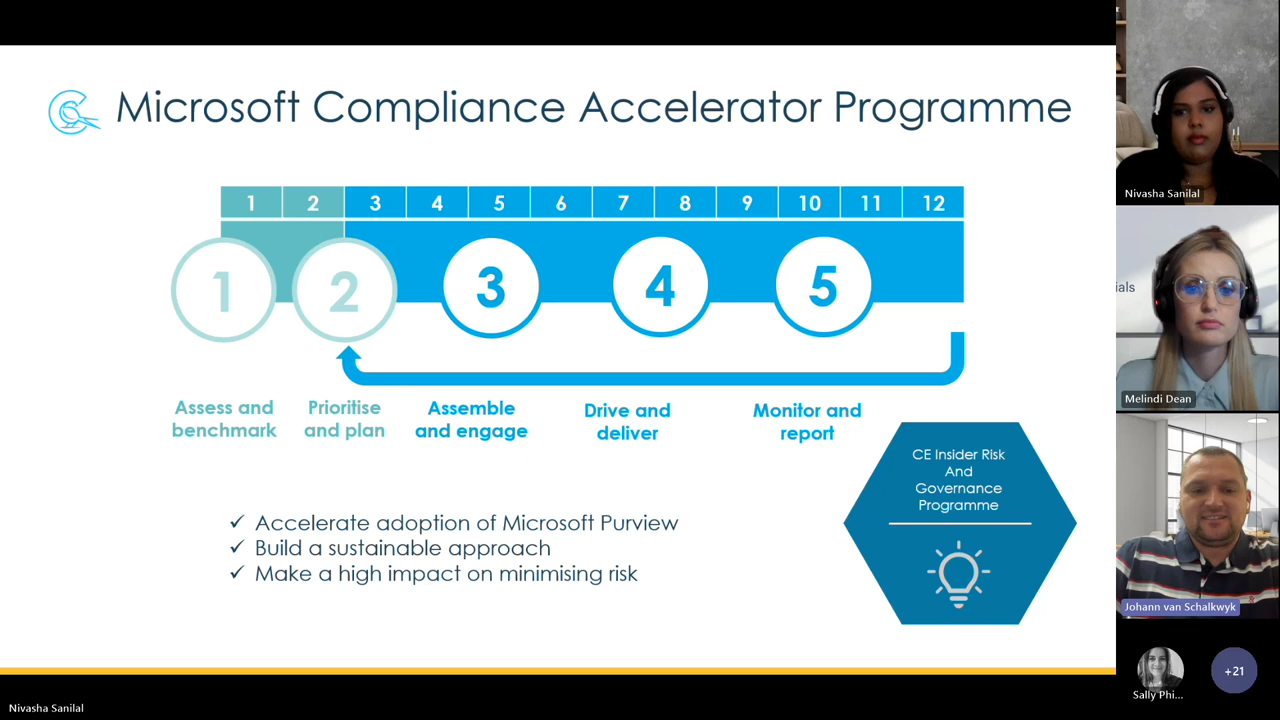 Microsoft Compliance Accelerator Programme
1 2 3 4 5 6 7 8 9 10 11 12
1 2 3 4 5
Assess and
benchmark
Prioritise
and plan
Assemble
and engage
Drive and
deliver
Monitor and
report
CE Insider Risk
And
Governance
Programme
✓ Accelerate adoption of Microsoft Purview
✓ Build a sustainable approach
✓ Make a high impact on minimising risk
Nivasha Sanilal
ials
Melindi Dean
Johann van Schalkwyk
Sally Phi...
+21
Nivasha Sanilal